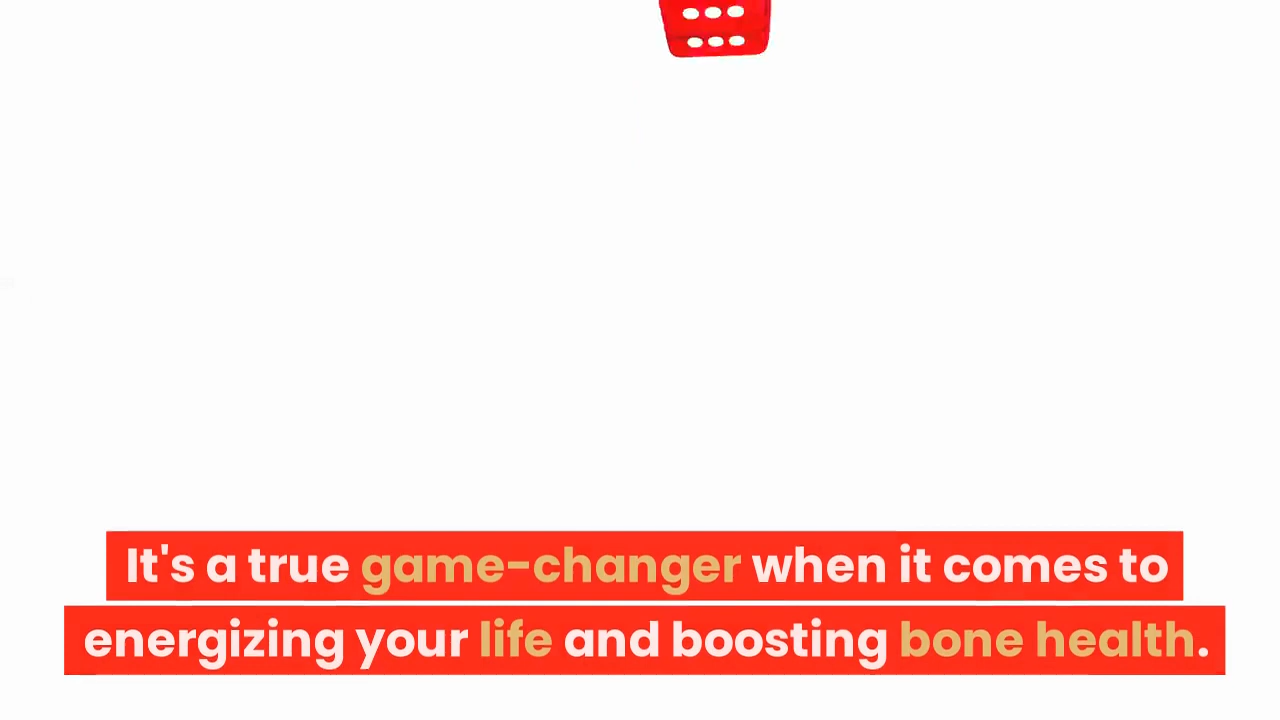 It's a true game-changer when it comes to
energizing your life and boosting bone health.